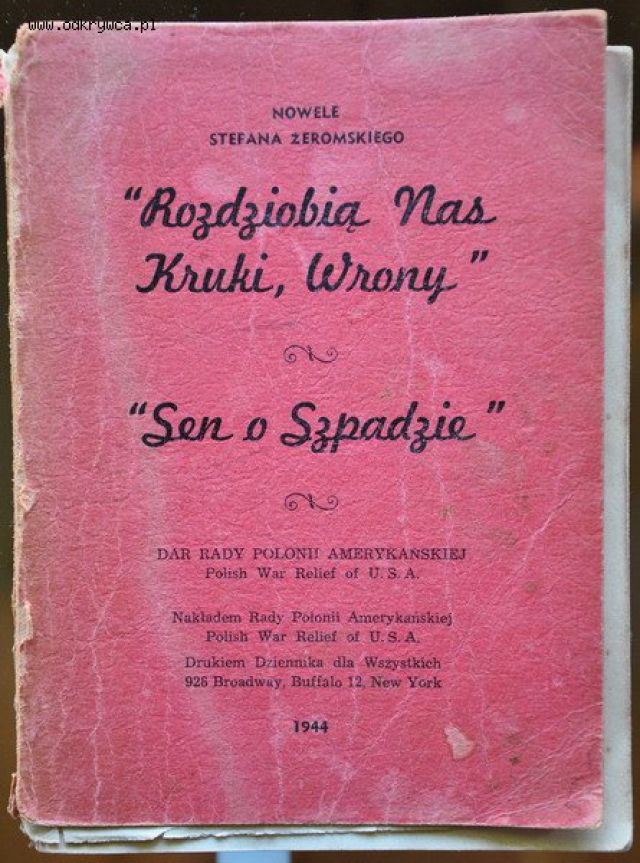 www.odkrywca.pl
NOWELE
STEFANA ŻEROMSKIEGO
"Rozdziobią Nas
Kruki, Wrony"
"Sen o Szpadzie"
DAR RADY POLONII AMERYKAŃSKIEJ
Polish War Relief of U. S. A.
Nakładem Rady Polonii Amerykańskiej
Polish War Relief of U. S. A.
Drukiem Dziennika dla Wszystkich
926 Broadway, Buffalo 12, New York
1944